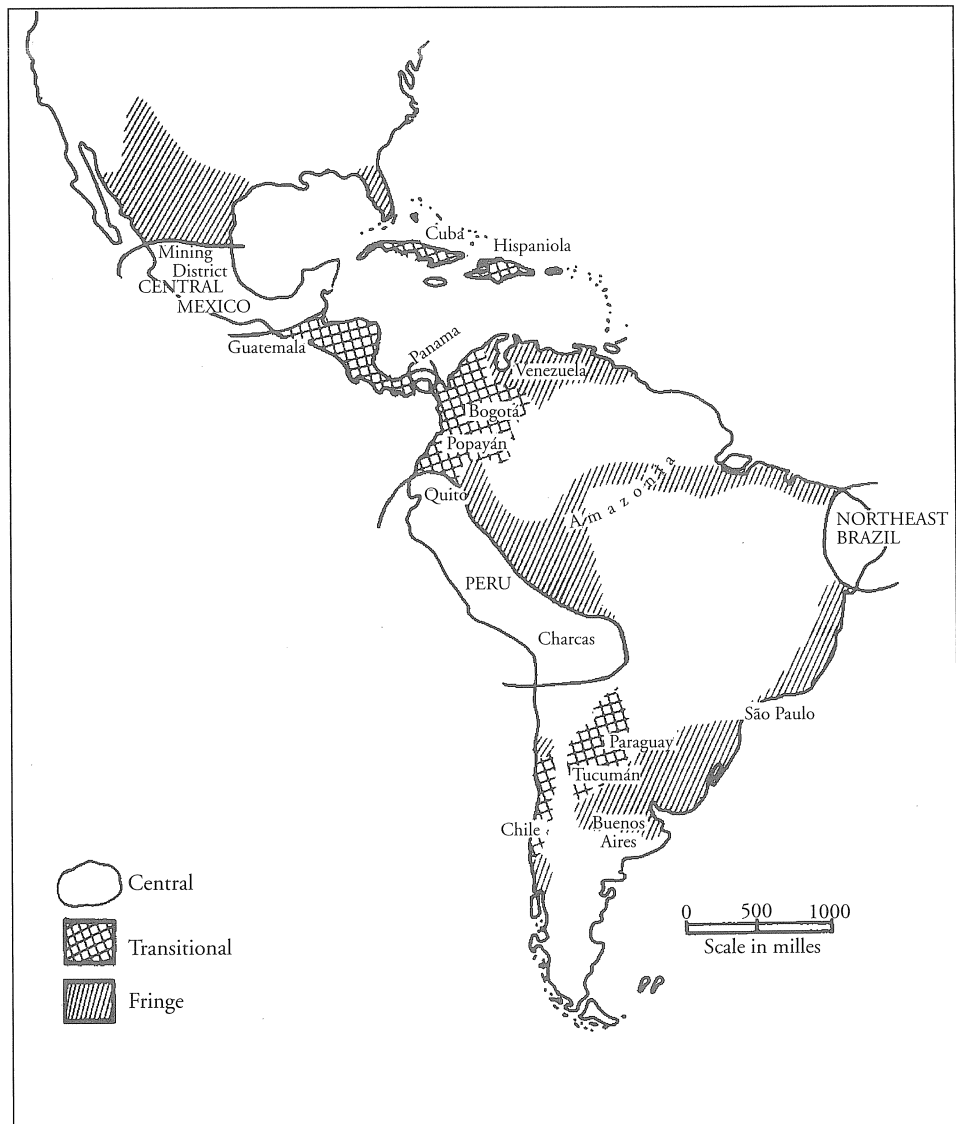 Cuba
Hispaniola
Mining
District
CENTRAL
MEXICO
Guatemala
Panama
Venezuela
Bogotá
Popayán
Quito
Amazonia
NORTHEAST
BRAZIL
PERU
Charcas
São Paulo
Paraguay
Tucumán
Chile
Buenos
Aires
Central
Transitional
Fringe
0 500 1000
Scale in milles